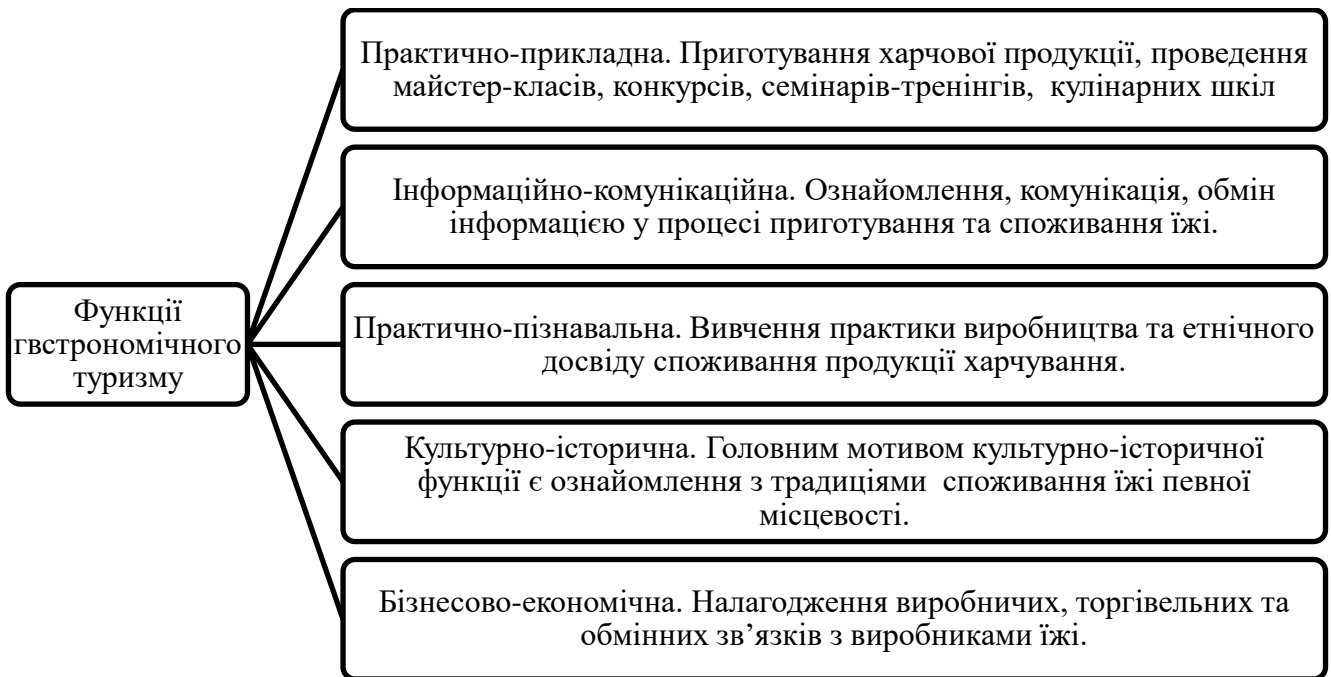 Практично-прикладна. Приготування харчової продукції, проведення
майстер-класів, конкурсів, семінарів-тренінгів,  кулінарних шкіл
Інформаційно-комунікаційна. Ознайомлення, комунікація, обмін
інформацією у процесі приготування та споживання їжі.
Функції
гвстрономічного
туризму
Практично-пізнавальна. Вивчення практики виробництва та етнічного
досвіду споживання продукції харчування.
Культурно-історична. Головним мотивом культурно-історичної
функції є ознайомлення з традиціями  споживання їжі певної
місцевості.
Бізнесово-економічна. Налагодження виробничих, торгівельних та
обмінних зв’язків з виробниками їжі.